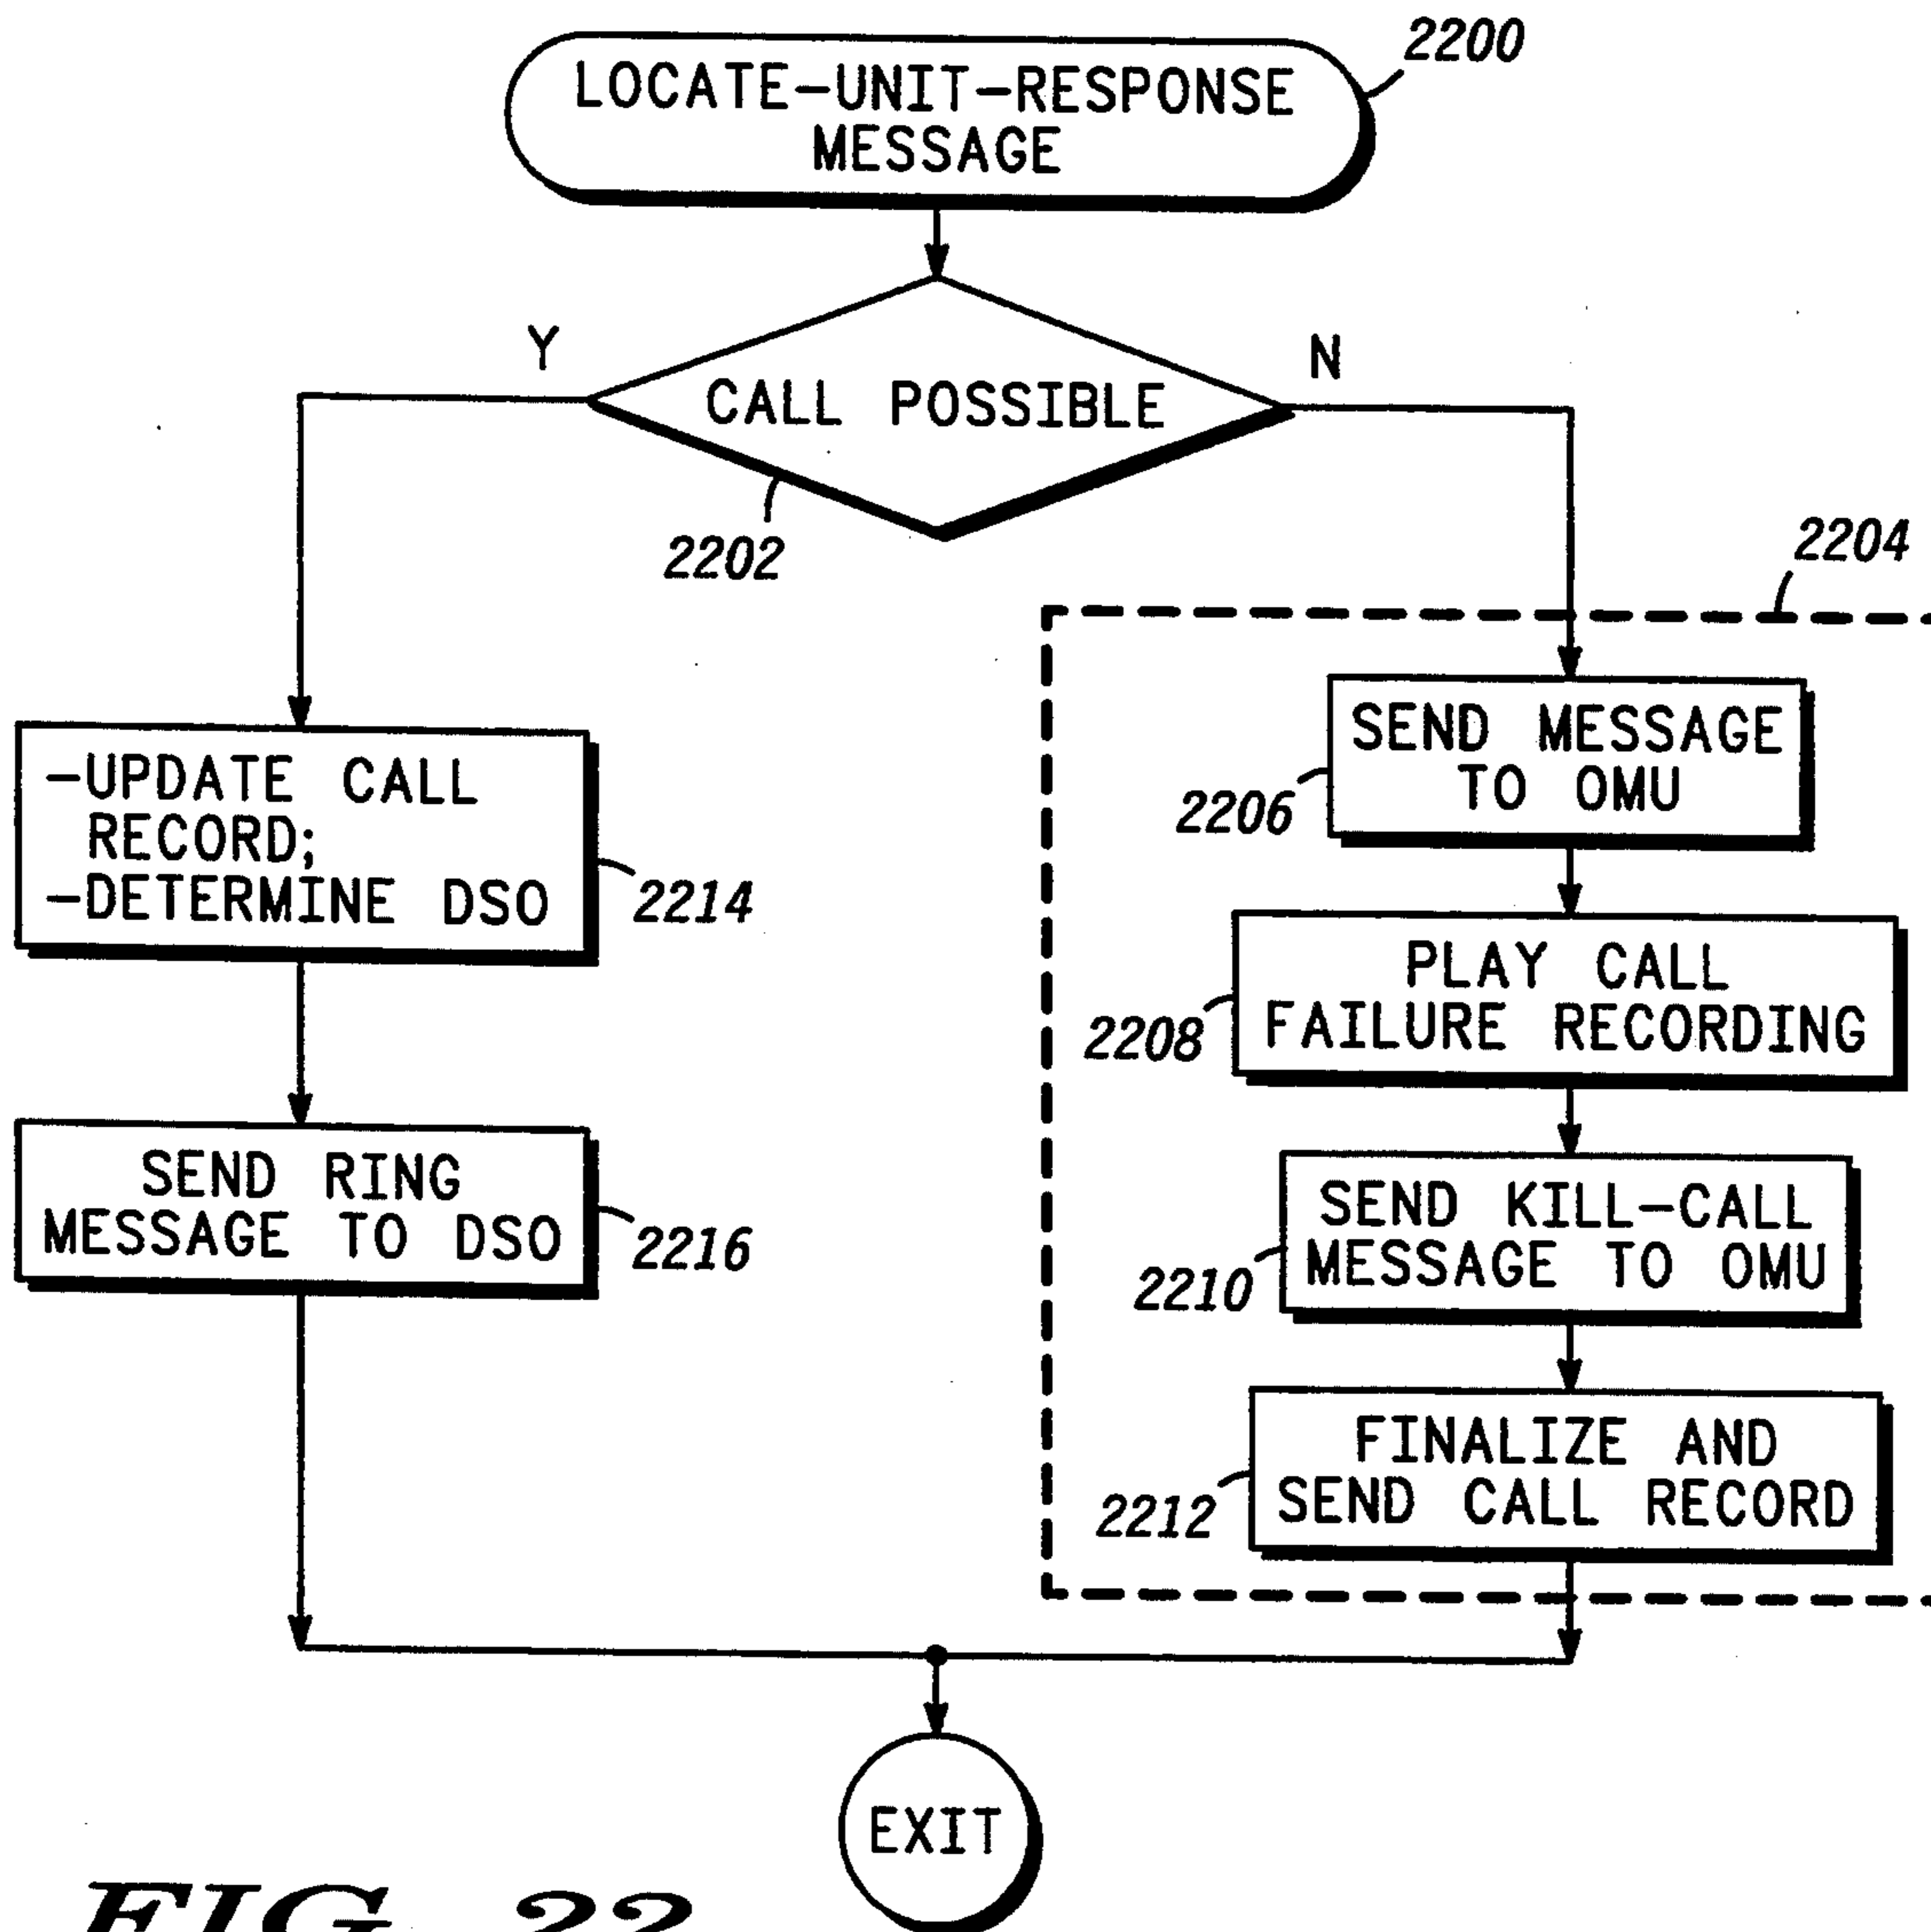 2200
LOCATE-UNIT-RESPONSE
MESSAGE
Y
N
CALL POSSIBLE
2202
2204
-UPDATE CALL
RECORD;
-DETERMINE DSO
2214
SEND MESSAGE
TO OMU
2206
PLAY CALL
FAILURE RECORDING
2208
SEND RING
MESSAGE TO DSO
2216
SEND KILL-CALL
MESSAGE TO OMU
2210
FINALIZE AND
SEND CALL RECORD
2212
EXIT
FIG. 22